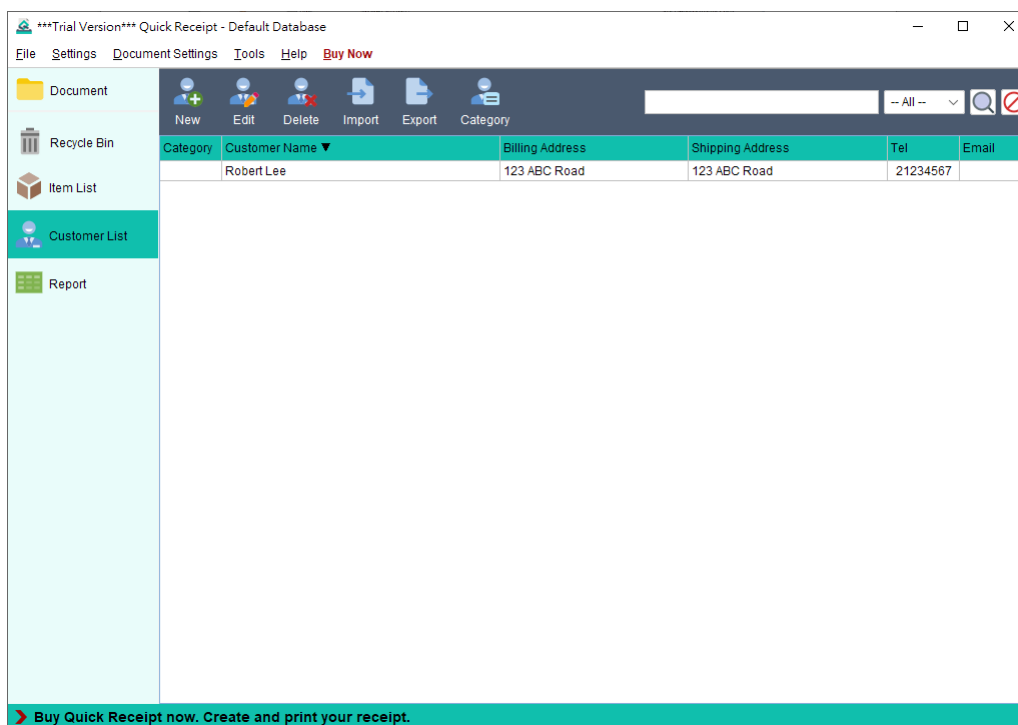 ***Trial Version*** Quick Receipt - Default Database
File Settings Document Settings Tools Help Buy Now
Document
Recycle Bin
Item List
Customer List
Report
New Edit Delete Import Export Category
-- All --
Category Customer Name ▼ Billing Address Shipping Address Tel Email
Robert Lee 123 ABC Road 123 ABC Road 21234567
Buy Quick Receipt now. Create and print your receipt.